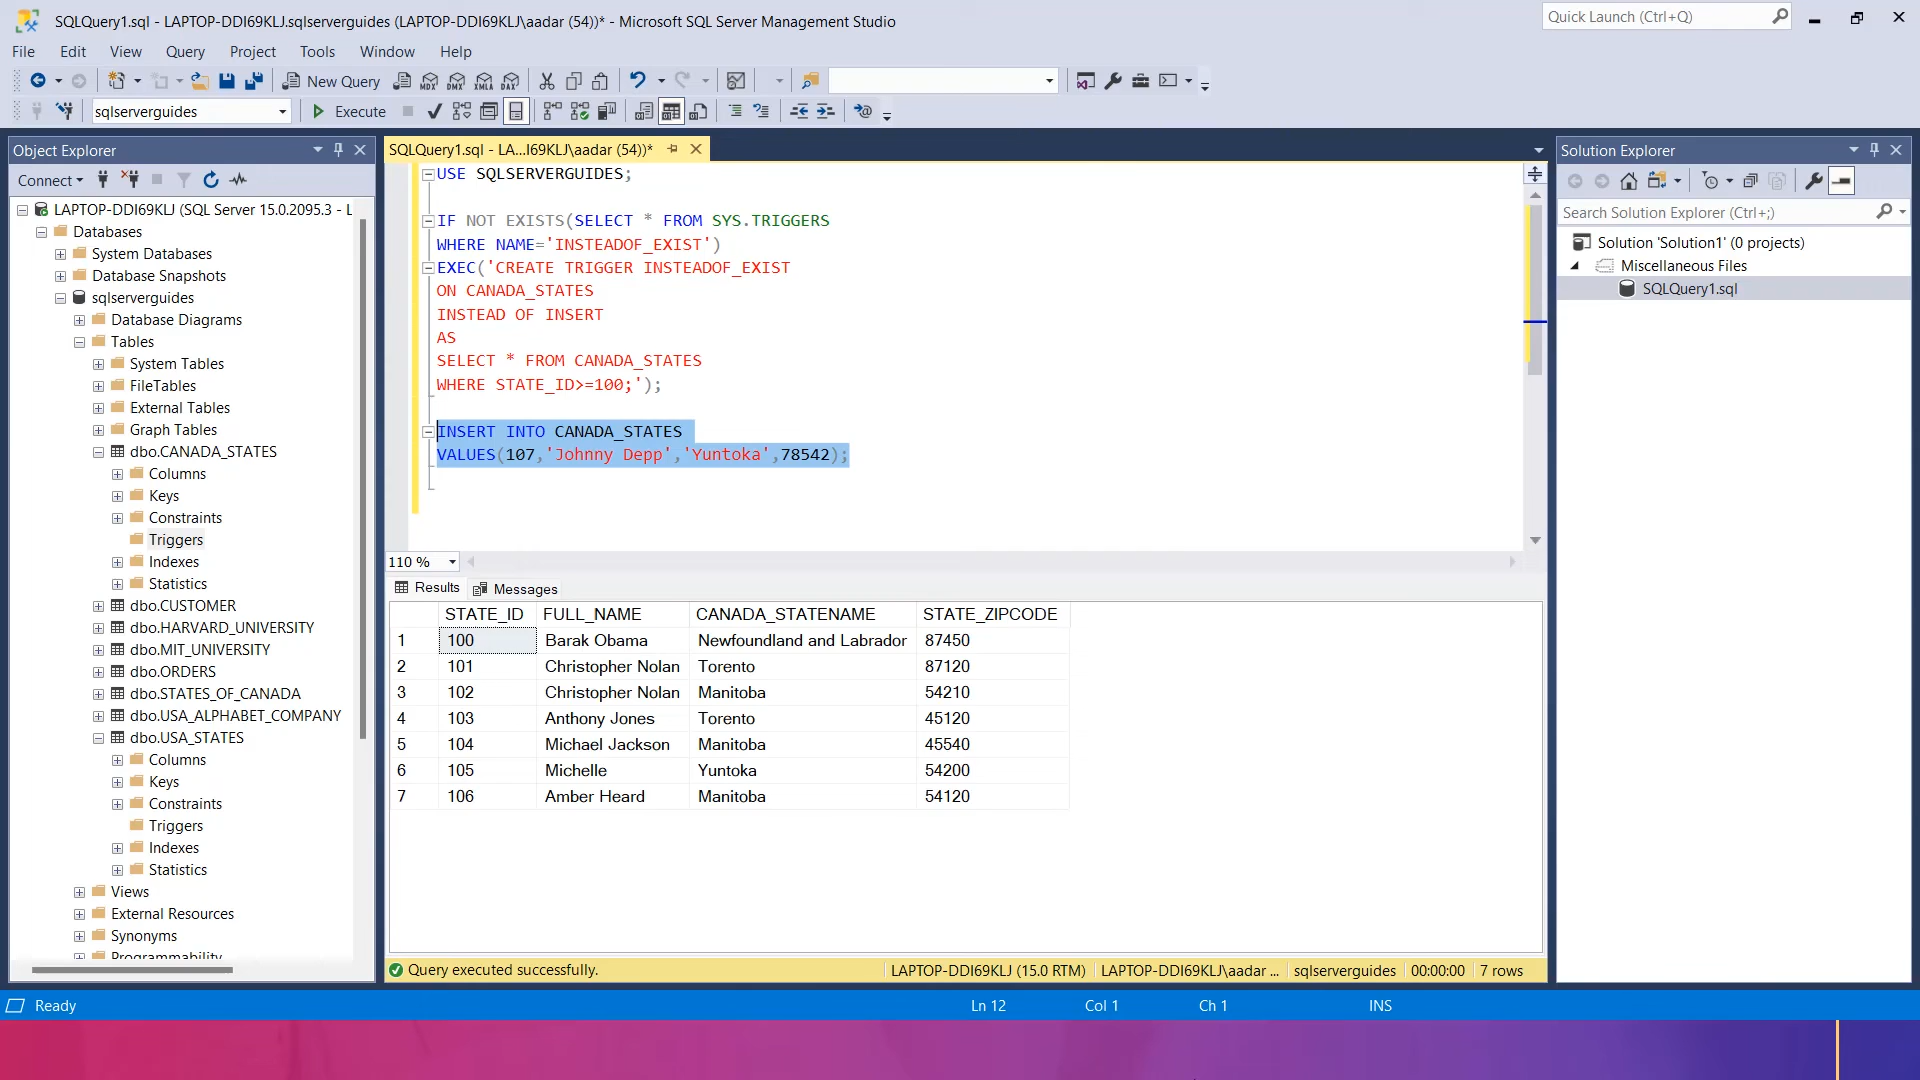 SQLQuery1.sql - LAPTOP-DDI69KLJ.sqlserverguides (LAPTOP-DDI69KLJ\aadar (54))* - Microsoft SQL Server Management Studio
Quick Launch (Ctrl+Q)
File Edit View Query Project Tools Window Help
New Query MDX DMX XMLA DAX
sqlserverguides Execute
Object Explorer
Connect
LAPTOP-DDI69KLJ (SQL Server 15.0.2095.3 - L
Databases
System Databases
Database Snapshots
sqlserverguides
Database Diagrams
Tables
System Tables
FileTables
External Tables
Graph Tables
dbo.CANADA_STATES
Columns
Keys
Constraints
Triggers
Indexes
Statistics
dbo.CUSTOMER
dbo.HARVARD_UNIVERSITY
dbo.MIT_UNIVERSITY
dbo.ORDERS
dbo.STATES_OF_CANADA
dbo.USA_ALPHABET_COMPANY
dbo.USA_STATES
Columns
Keys
Constraints
Triggers
Indexes
Statistics
Views
External Resources
Synonyms
Programmability
SQLQuery1.sql - LA...I69KLJ\aadar (54))*
USE SQLSERVERGUIDES;
IF NOT EXISTS(SELECT * FROM SYS.TRIGGERS
WHERE NAME='INSTEADOF_EXIST')
EXEC('CREATE TRIGGER INSTEADOF_EXIST
ON CANADA_STATES
INSTEAD OF INSERT
AS
SELECT * FROM CANADA_STATES
WHERE STATE_ID>=100;');
INSERT INTO CANADA_STATES
VALUES(107,'Johnny Depp','Yuntoka',78542);
110 %
Results Messages
STATE_ID FULL_NAME CANADA_STATENAME STATE_ZIPCODE
1 100 Barak Obama Newfoundland and Labrador 87450
2 101 Christopher Nolan Torento 87120
3 102 Christopher Nolan Manitoba 54210
4 103 Anthony Jones Torento 45120
5 104 Michael Jackson Manitoba 45540
6 105 Michelle Yuntoka 54200
7 106 Amber Heard Manitoba 54120
Query executed successfully. LAPTOP-DDI69KLJ (15.0 RTM) LAPTOP-DDI69KLJ\aadar ... sqlserverguides 00:00:00 7 rows
Solution Explorer
Search Solution Explorer (Ctrl+;)
Solution 'Solution1' (0 projects)
Miscellaneous Files
SQLQuery1.sql
Ready Ln 12 Col 1 Ch 1 INS